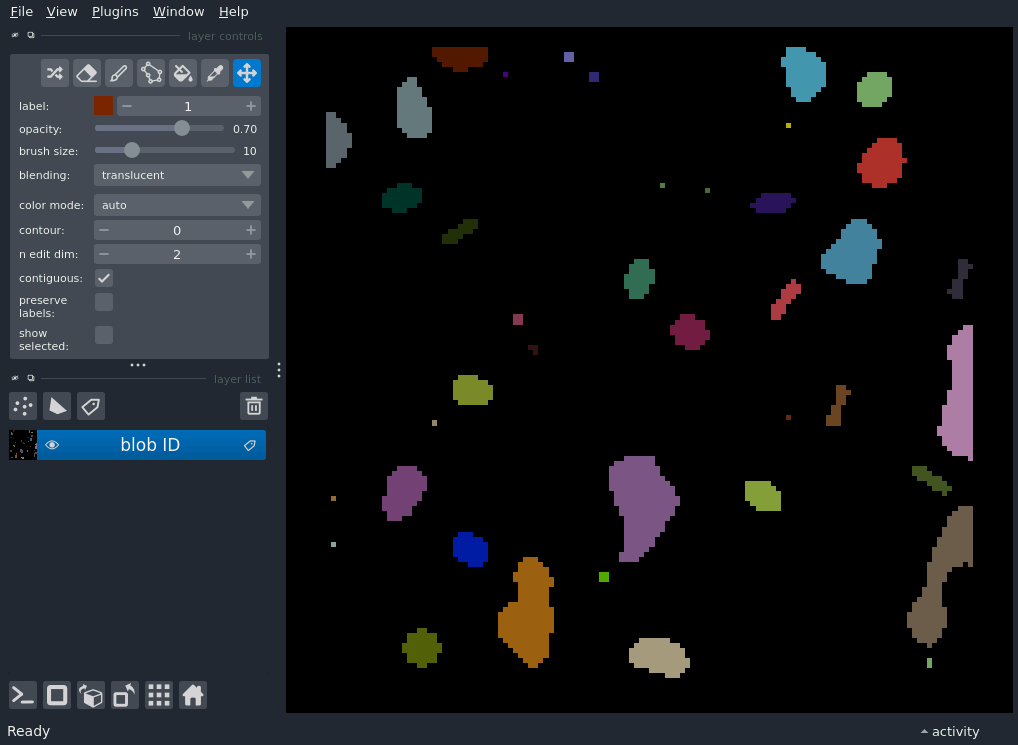 File View Plugins Window Help
layer controls
label: 1
opacity: 0.70
brush size: 10
blending: translucent
color mode: auto
contour: 0
n edit dim: 2
contiguous:
preserve
labels:
show
selected:
layer list
blob ID
Ready
activity